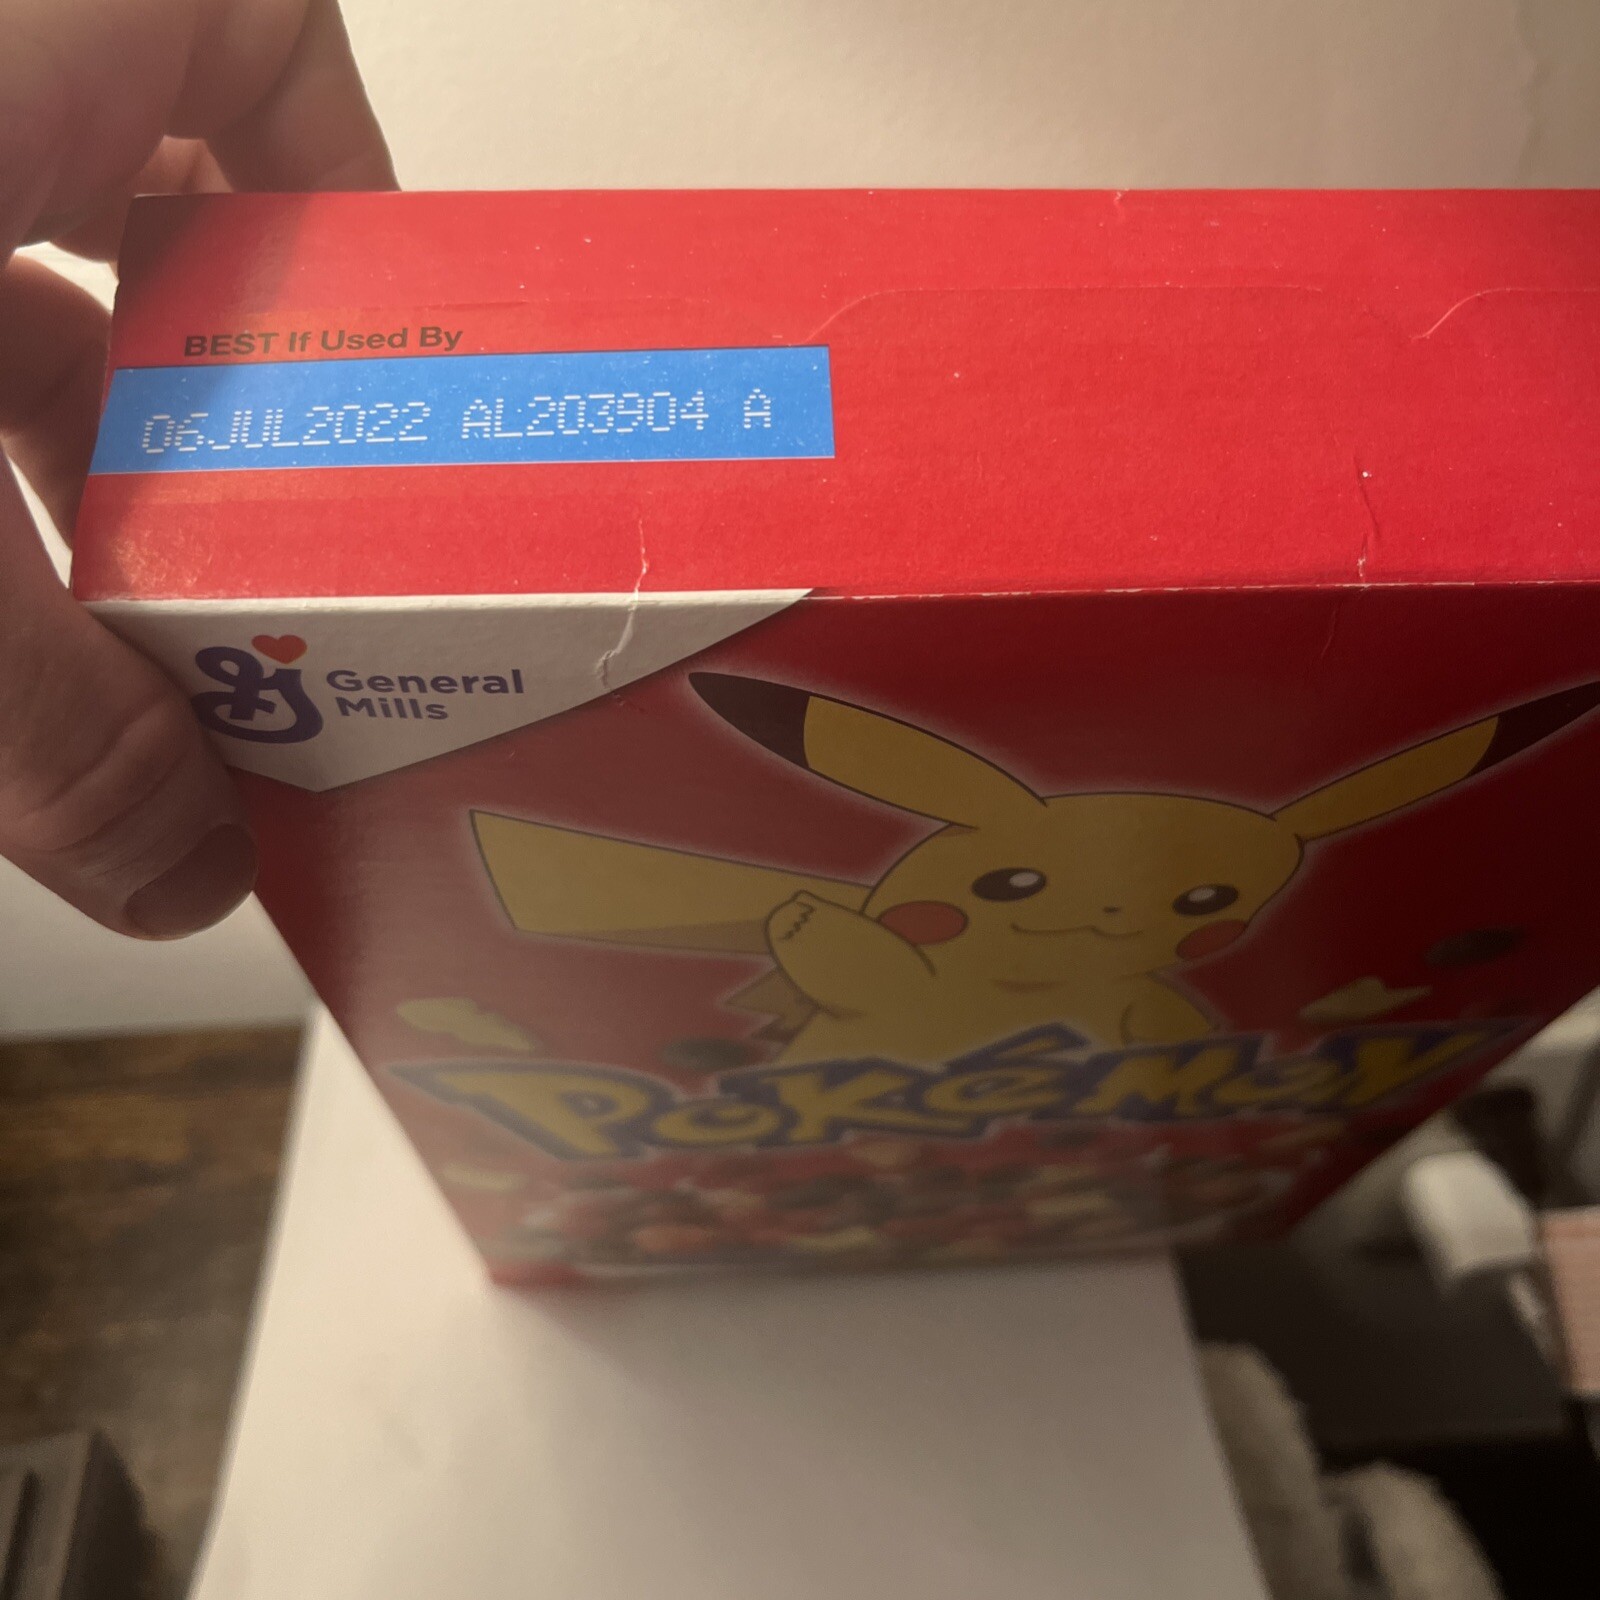 BEST If Used By
06JUL2022 AL203904 A
General
Mills
POKéMON